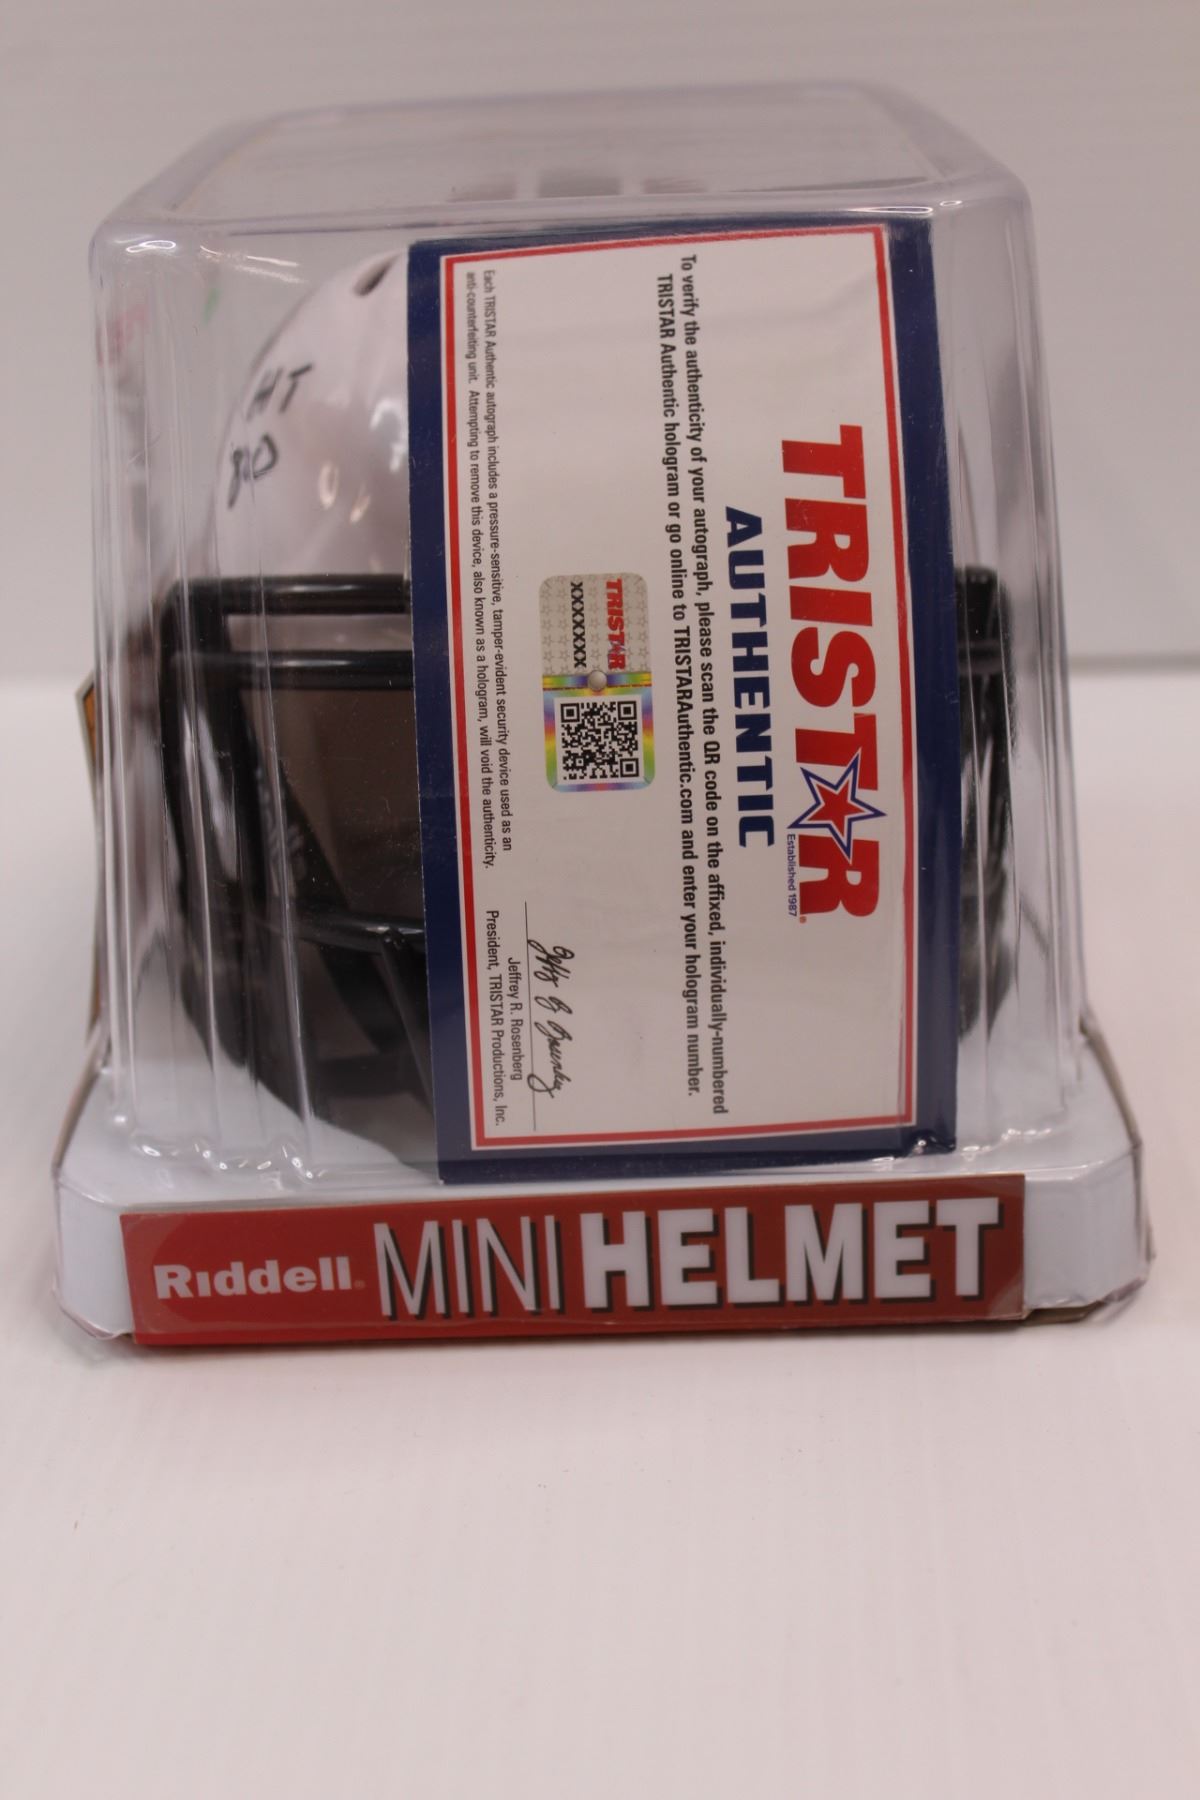 TRISTAR
Established 1987
AUTHENTIC
To verify the authenticity of your autograph, please scan the QR code on the affixed, individually-numbered
TRISTAR Authentic hologram or go online to TRISTARAuthentic.com and enter your hologram number.
TRISTAR
XXXXXXX
Jeffrey R. Rosenberg
President, TRISTAR Productions, Inc.
Each TRISTAR Authentic autograph includes a pressure-sensitive, tamper-evident security device used as an
anti-counterfeiting unit. Attempting to remove this device, also known as a hologram, will void the authenticity.
HT
Riddell MINI HELMET